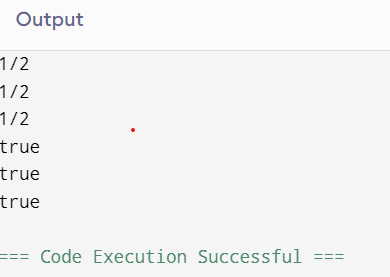 Output
1/2
1/2
1/2
true
true
true
=== Code Execution Successful ===